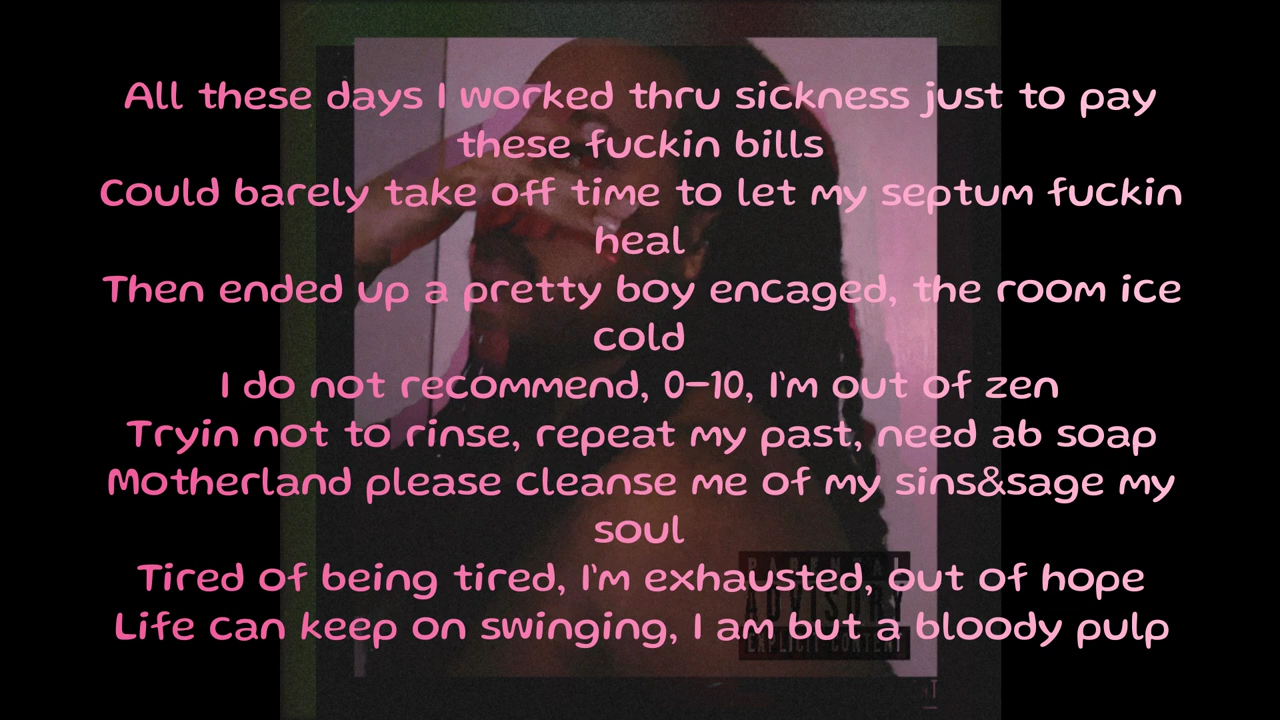 All these days I worked thru sickness just to pay
these fuckin bills
Could barely take off time to let my septum fuckin
heal
Then ended up a pretty boy encaged, the room ice
cold
I do not recommend, 0-10, I'm out of zen
Tryin not to rinse, repeat my past, need ab soap
Motherland please cleanse me of my sins&sage my
soul
Tired of being tired, I'm exhausted, out of hope
Life can keep on swinging, I am but a bloody pulp
PARENTAL
ADVISORY
EXPLICIT CONTENT